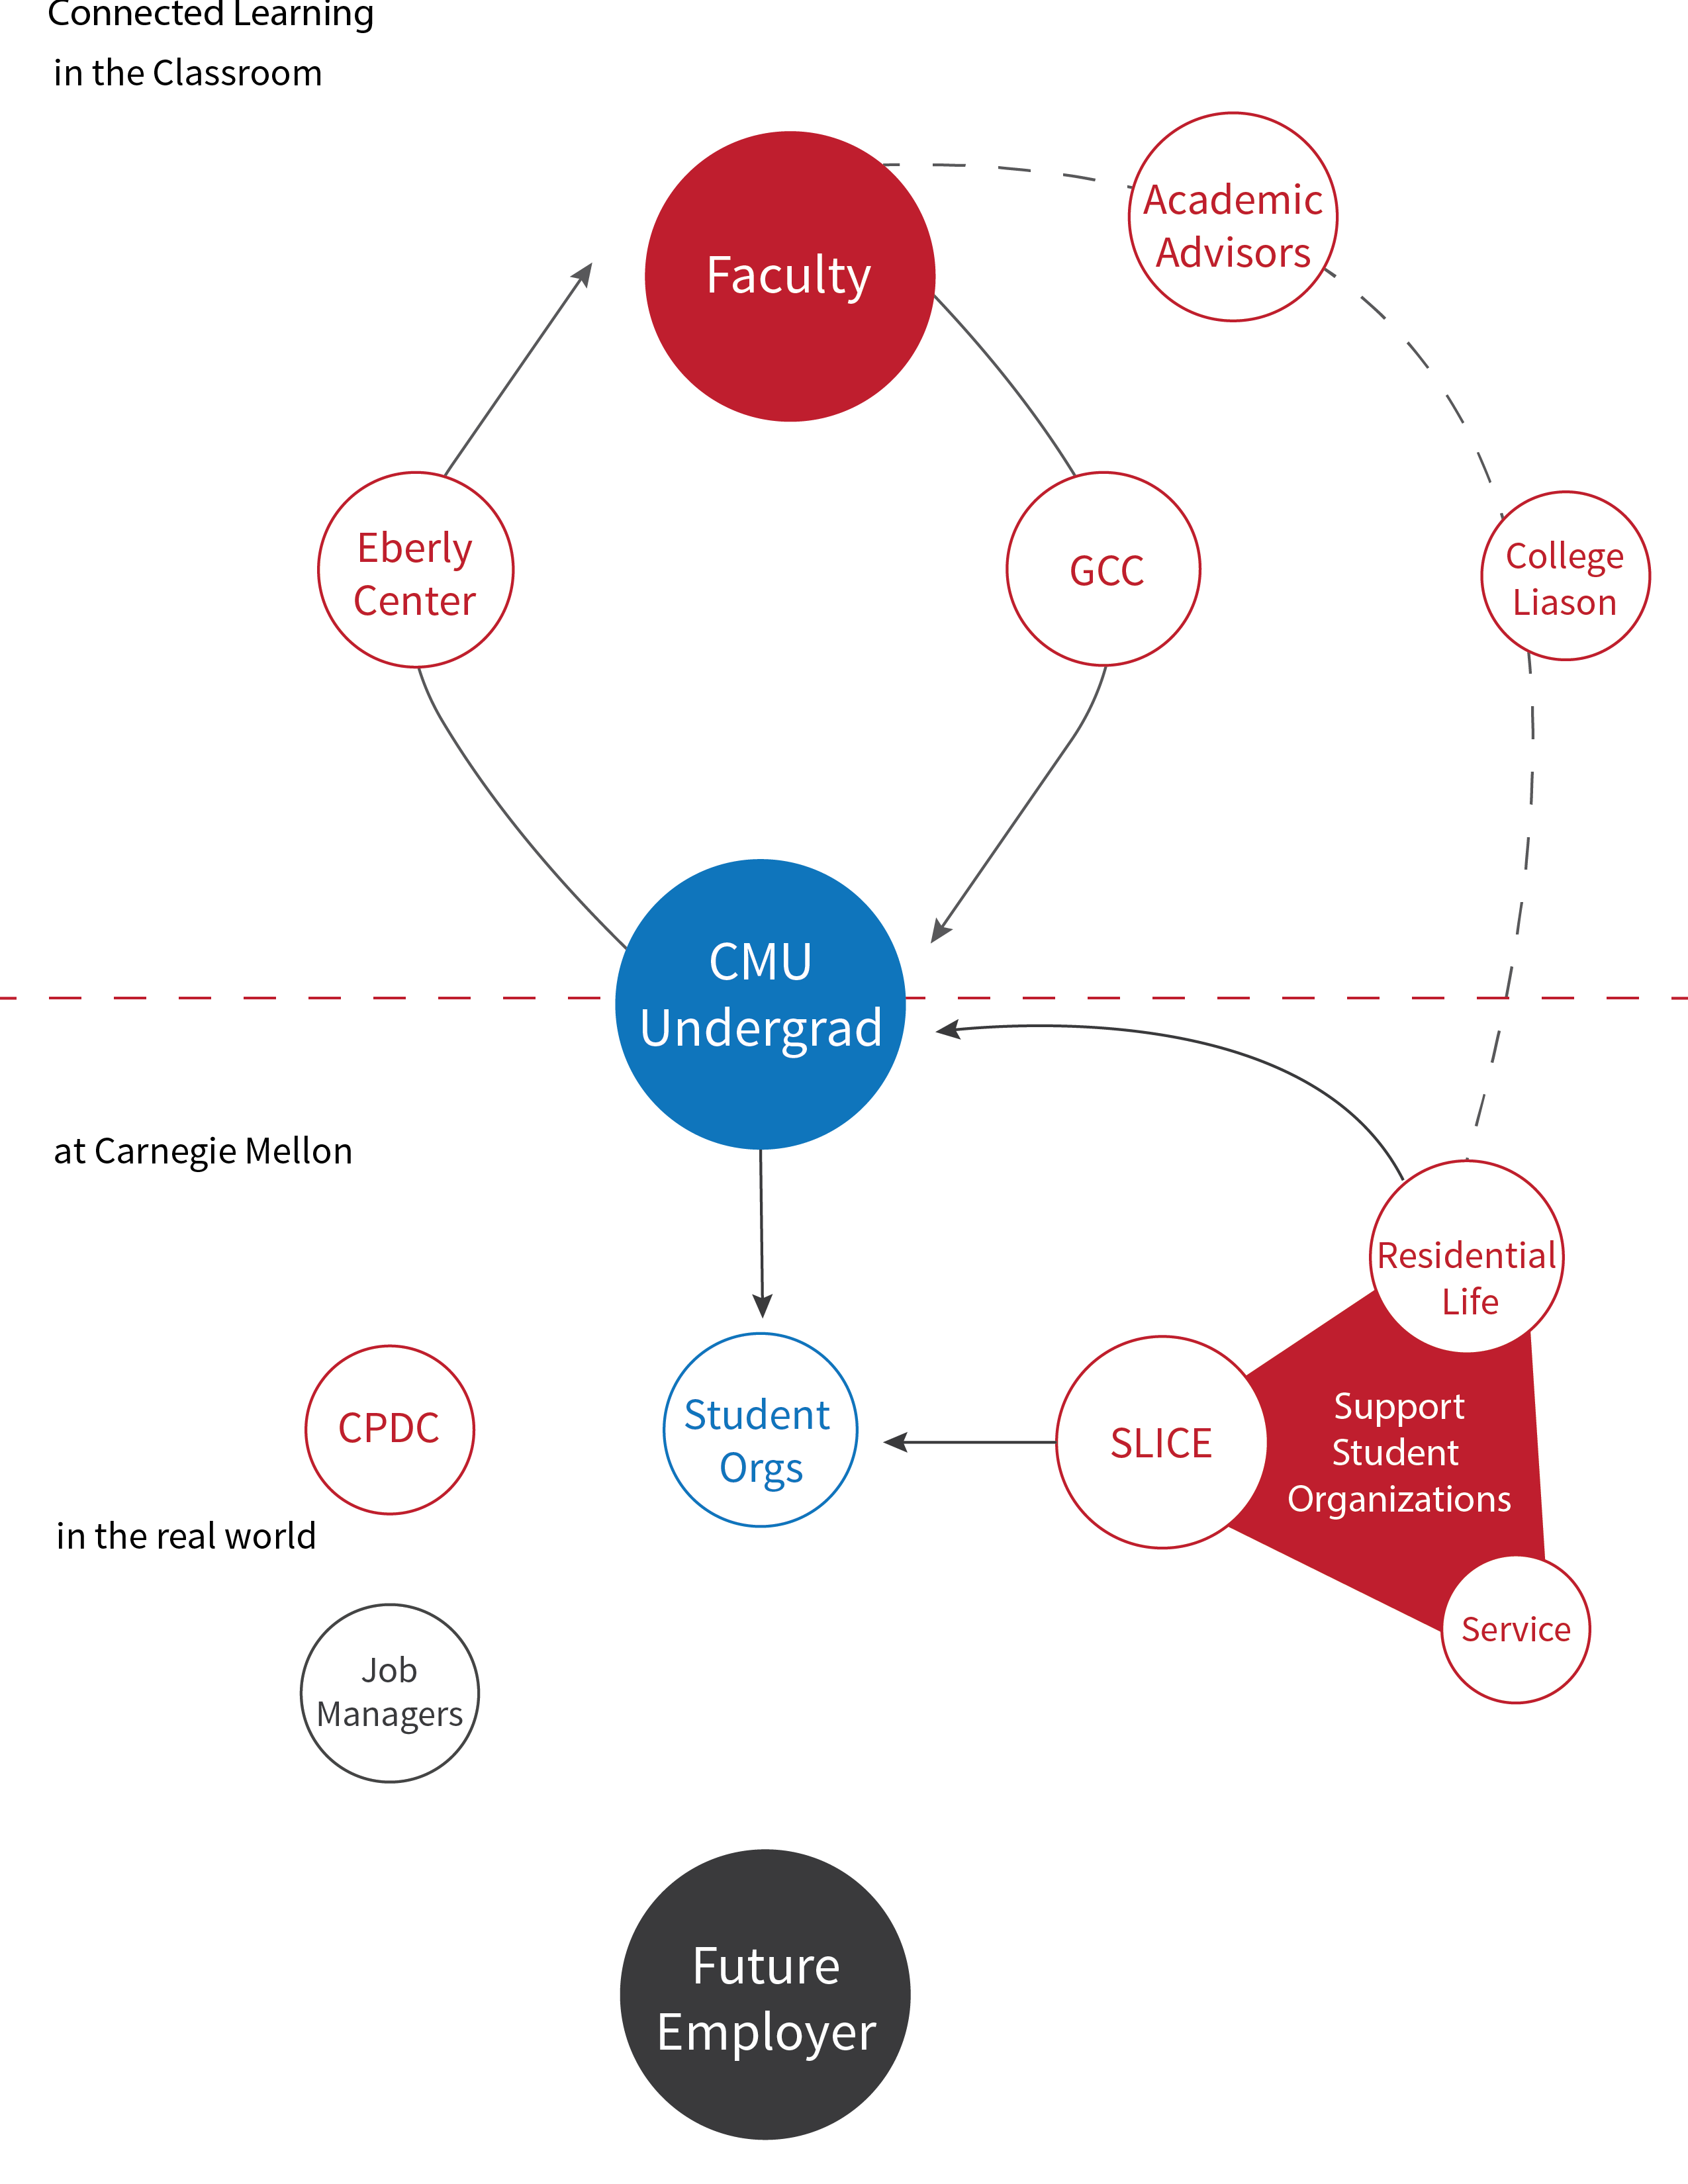 Connected Learning
in the Classroom
Faculty
Academic
Advisors
Eberly
Center
GCC
College
Liason
CMU
Undergrad
at Carnegie Mellon
Residential
Life
CPDC
Student
Orgs
SLICE
Support
Student
Organizations
in the real world
Service
Job
Managers
Future
Employer